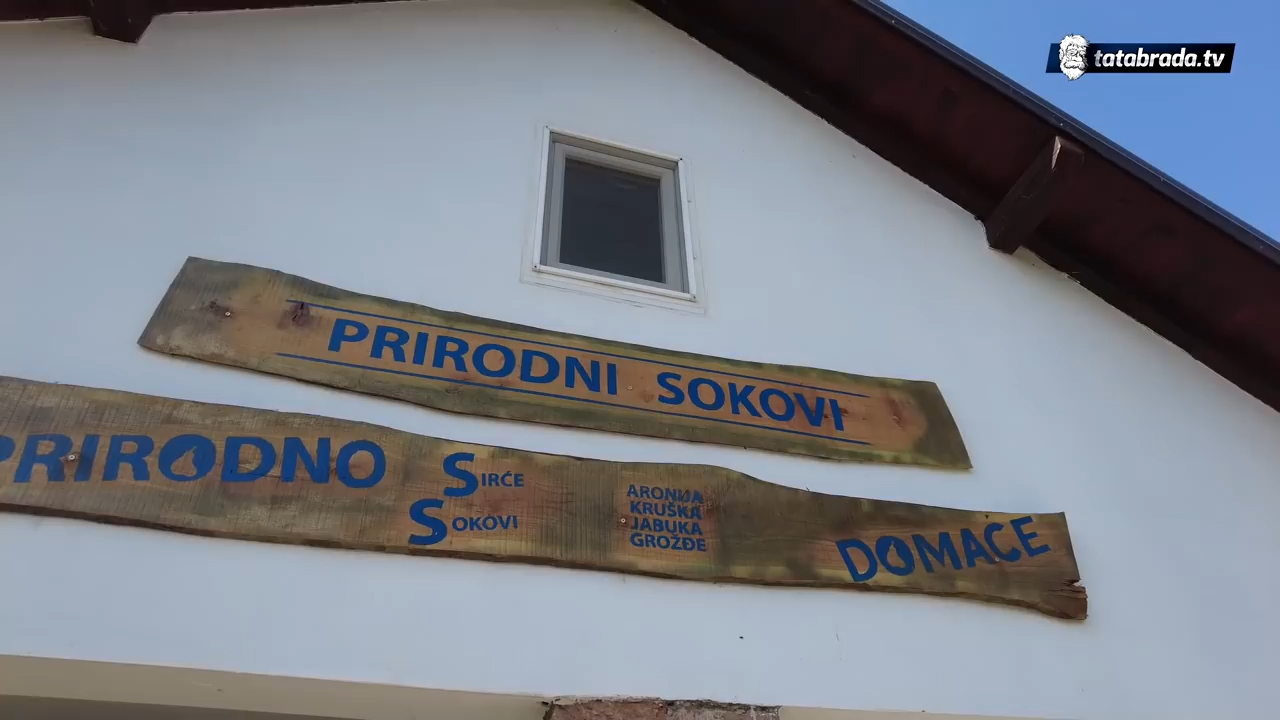 tatabrada.tv
PRIRODNI SOKOVI
PRIRODNO
SIRĆE
SOKOVI
ARONIJA
KRUŠKA
JABUKA
GROŽĐE
DOMAĆE